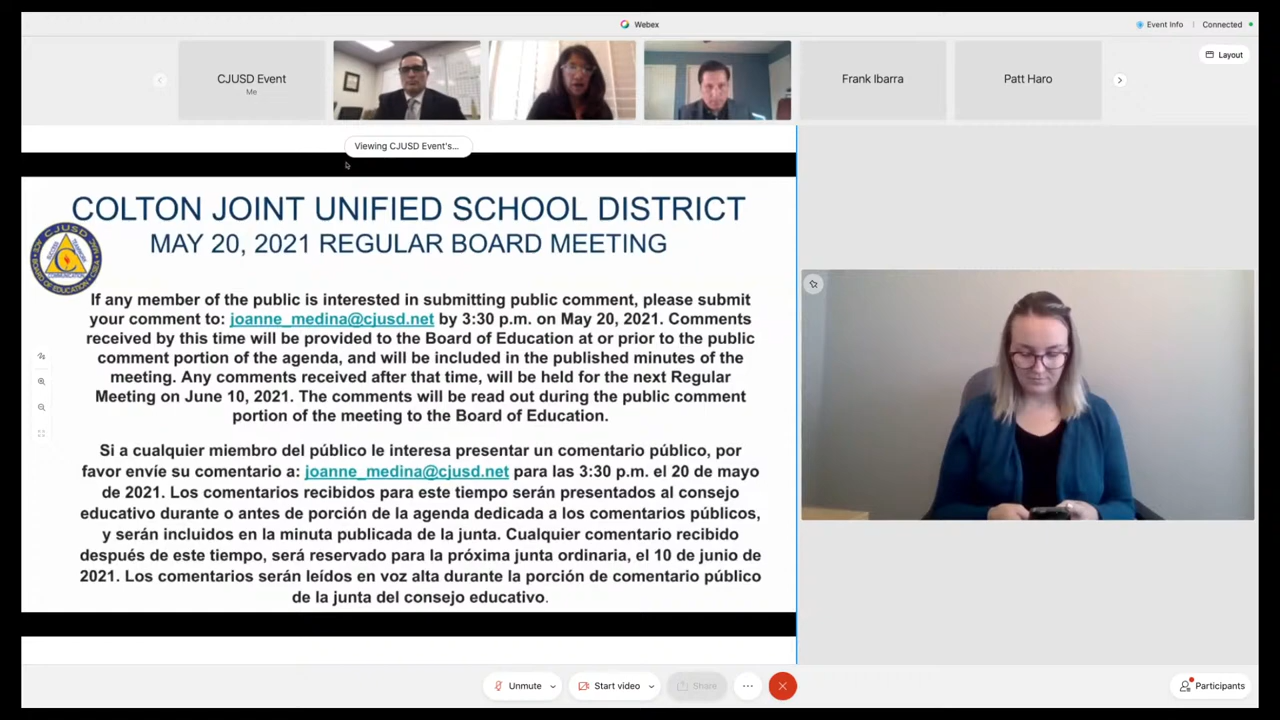 Webex
Event Info
Connected
CJUSD Event
Me
Frank Ibarra
Patt Haro
Layout
Viewing CJUSD Event's...
COLTON JOINT UNIFIED SCHOOL DISTRICT
MAY 20, 2021 REGULAR BOARD MEETING
If any member of the public is interested in submitting public comment, please submit
your comment to: joanne_medina@cjusd.net by 3:30 p.m. on May 20, 2021. Comments
received by this time will be provided to the Board of Education at or prior to the public
comment portion of the agenda, and will be included in the published minutes of the
meeting. Any comments received after that time, will be held for the next Regular
Meeting on June 10, 2021. The comments will be read out during the public comment
portion of the meeting to the Board of Education.
Si a cualquier miembro del público le interesa presentar un comentario público, por
favor envíe su comentario a: joanne_medina@cjusd.net para las 3:30 p.m. el 20 de mayo
de 2021. Los comentarios recibidos para este tiempo serán presentados al consejo
educativo durante o antes de porción de la agenda dedicada a los comentarios públicos,
y serán incluidos en la minuta publicada de la junta. Cualquier comentario recibido
después de este tiempo, será reservado para la próxima junta ordinaria, el 10 de junio de
2021. Los comentarios serán leídos en voz alta durante la porción de comentario público
de la junta del consejo educativo.
Unmute
Start video
Share
Participants